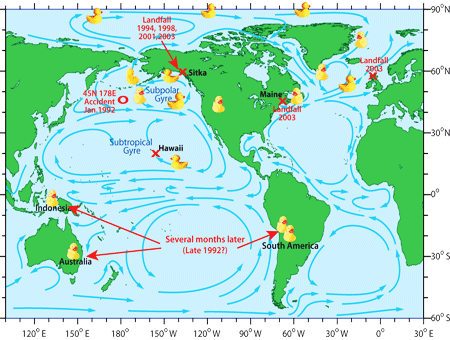 90°N
Landfall
1994, 1998,
2001-2003
Sitka
Landfall
2003
60°N
45N 178E
Accdent
Jan.1992
Subpolar
Gyre
Maine
Landfall
2003
30°N
Subtropical
Gyre
Hawaii
0°
Indonesia
Several months later
(Late 1992?)
South America
Australia
30°S
60°S
120°E
150°E
180°
150°W
120°W
90°W
60°W
30°W
0°
30°E